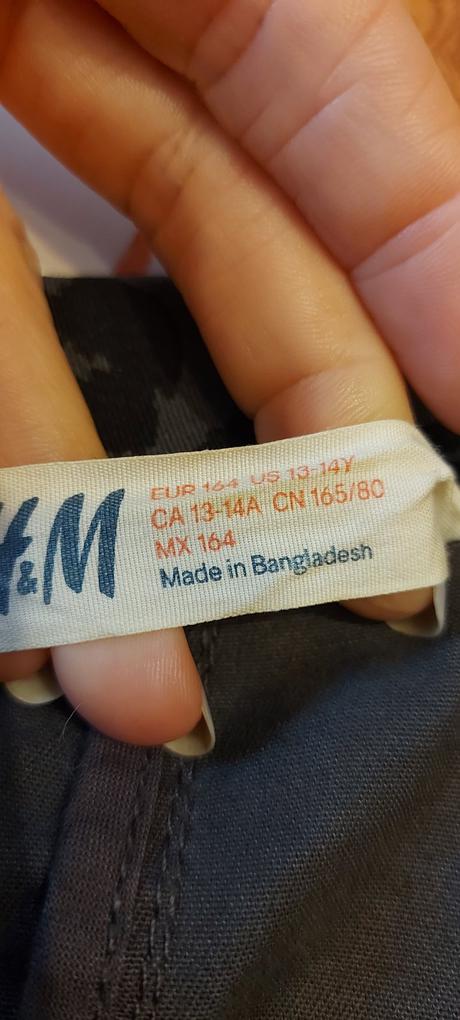 H&M
EUR 164 US 13-14Y
CA 13-14A CN 165/80
MX 164
Made in Bangladesh